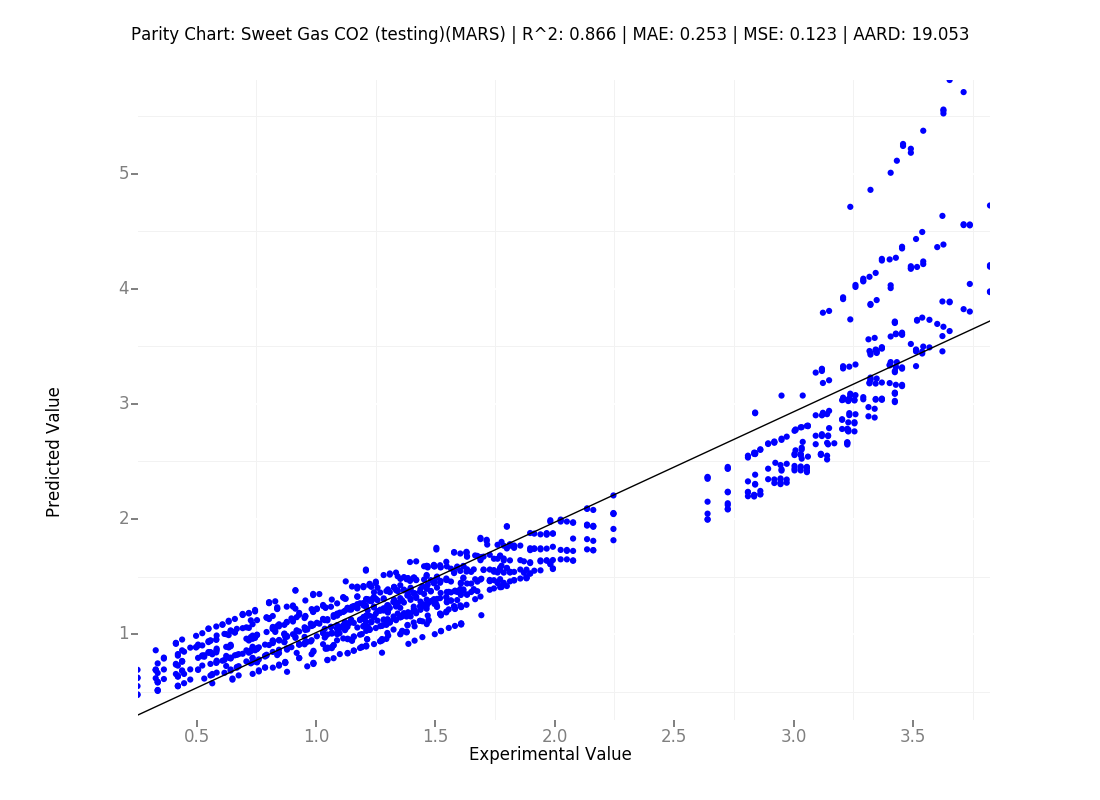 Parity Chart: Sweet Gas CO2 (testing)(MARS) | R^2: 0.866 | MAE: 0.253 | MSE: 0.123 | AARD: 19.053
Predicted Value
5
4
3
2
1
0.5 1.0 1.5 2.0 2.5 3.0 3.5
Experimental Value